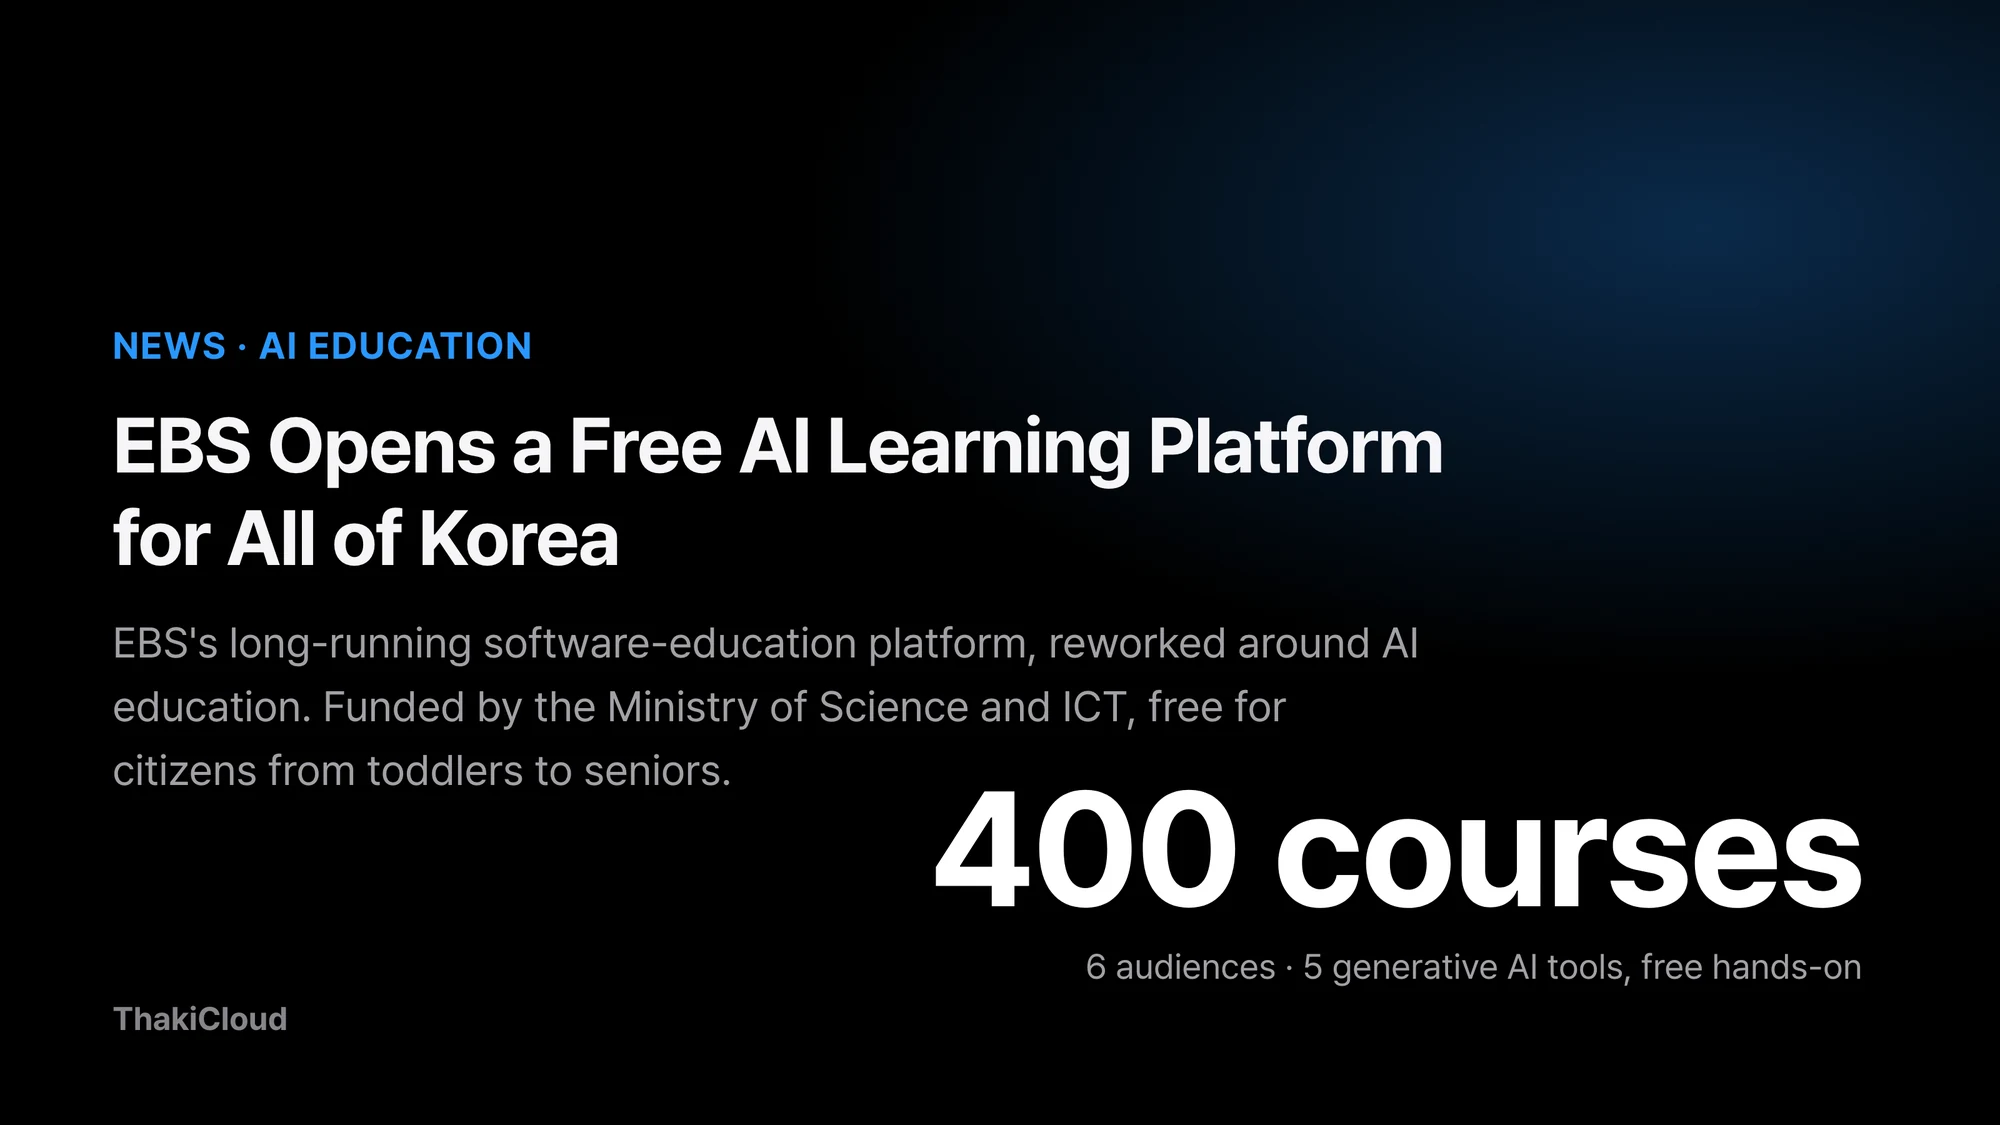 NEWS · AI EDUCATION
EBS Opens a Free AI Learning Platform
for All of Korea
EBS's long-running software-education platform, reworked around AI
education. Funded by the Ministry of Science and ICT, free for
citizens from toddlers to seniors.
400 courses
6 audiences · 5 generative AI tools, free hands-on
ThakiCloud